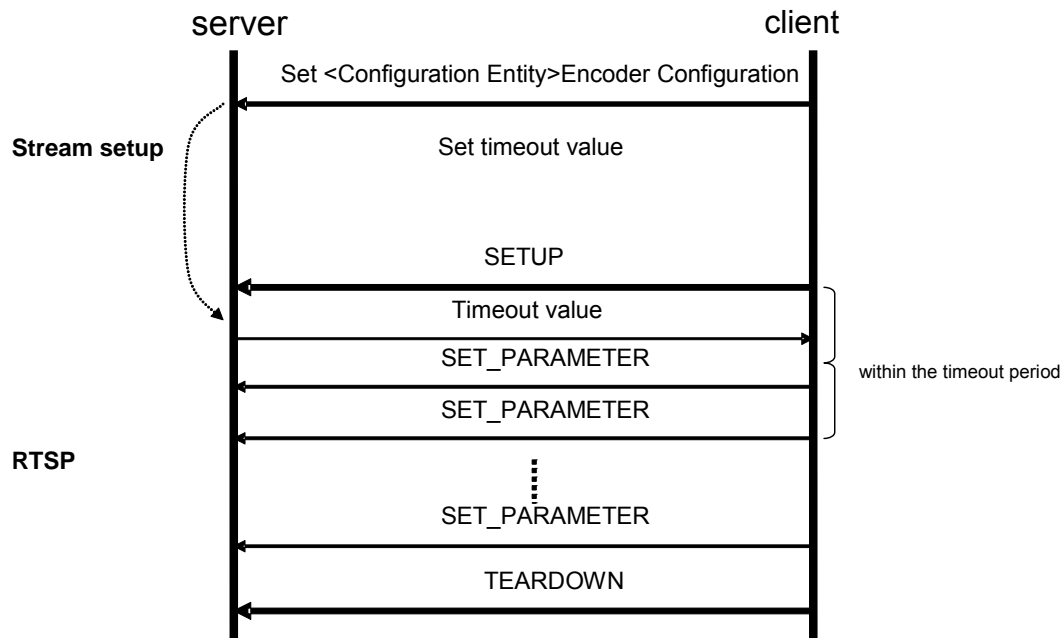 server
client
Set <Configuration Entity>Encoder Configuration
Stream setup
Set timeout value
SETUP
Timeout value
SET_PARAMETER
within the timeout period
SET_PARAMETER
RTSP
SET_PARAMETER
TEARDOWN